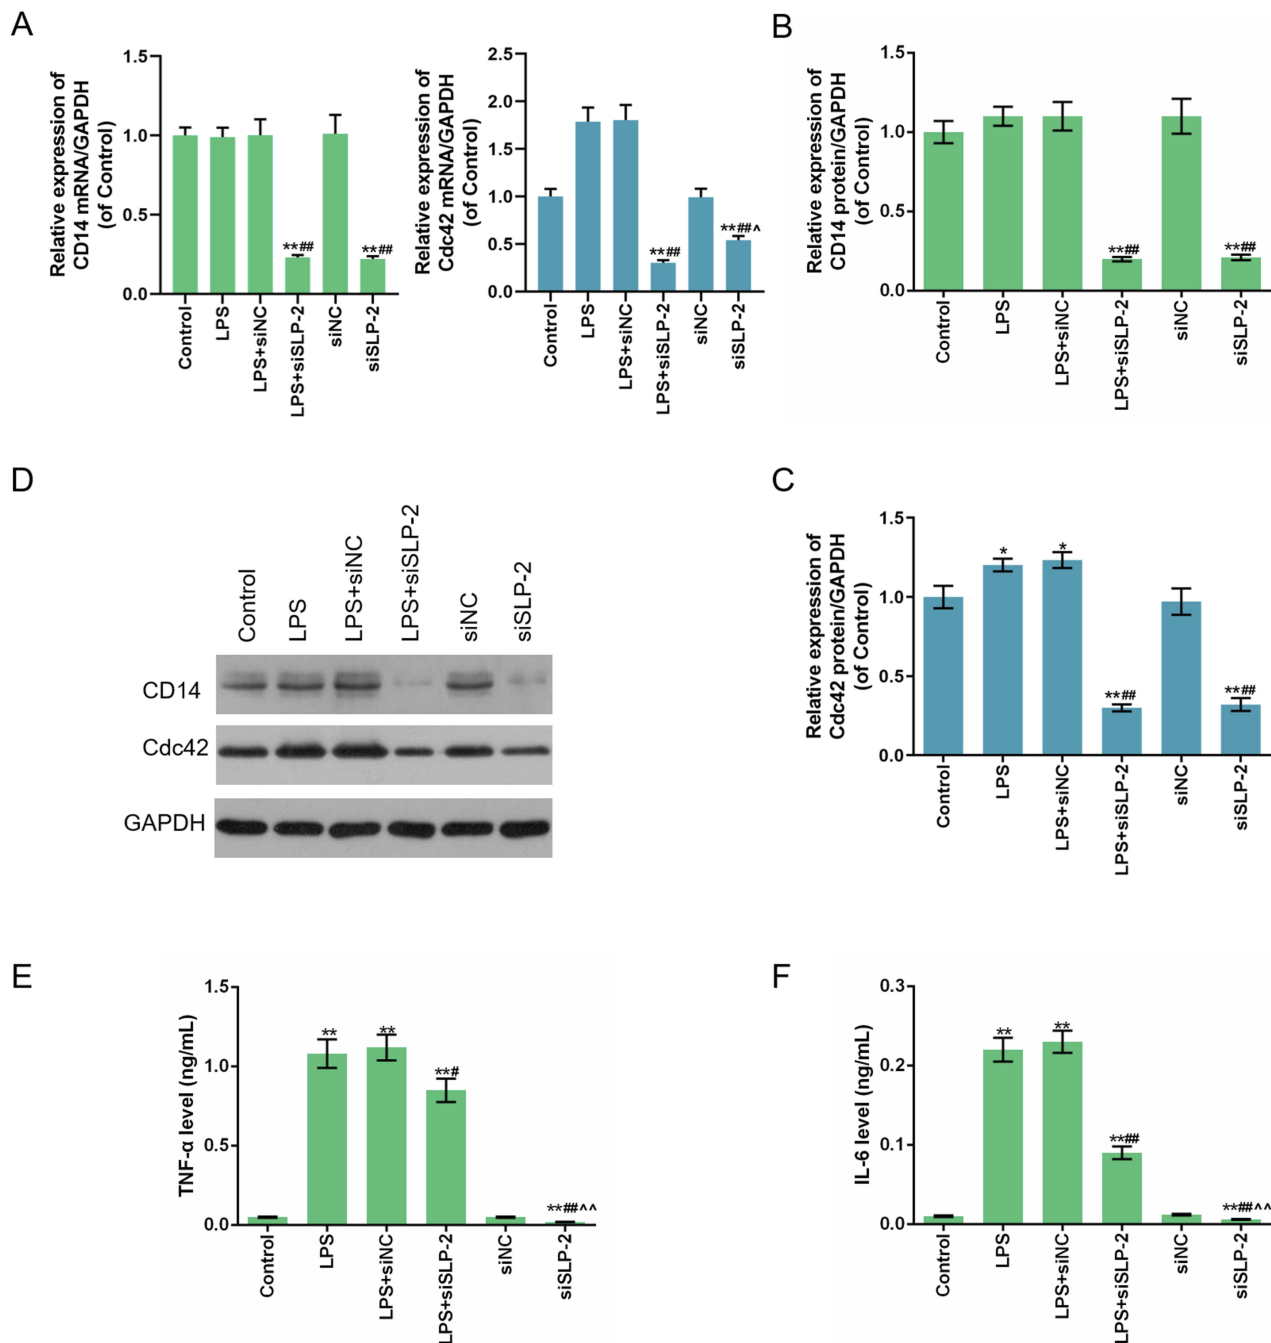 A
Relative expression of
CD14 mRNA/GAPDH
(of Control)
1.5
1.0
0.5
0.0
**##
**##
Control
LPS
LPS+siNC
LPS+siSLP-2
siNC
siSLP-2
Relative expression of
Cdc42 mRNA/GAPDH
(of Control)
2.5
2.0
1.5
1.0
0.5
0.0
**##
**##^
Control
LPS
LPS+siNC
LPS+siSLP-2
siNC
siSLP-2
B
Relative expression of
CD14 protein/GAPDH
(of Control)
1.5
1.0
0.5
0.0
**##
**##
Control
LPS
LPS+siNC
LPS+siSLP-2
siNC
siSLP-2
D
Control
LPS
LPS+siNC
LPS+siSLP-2
siNC
siSLP-2
CD14
Cdc42
GAPDH
C
Relative expression of
Cdc42 protein/GAPDH
(of Control)
1.5
1.0
0.5
0.0
*
*
**##
**##
Control
LPS
LPS+siNC
LPS+siSLP-2
siNC
siSLP-2
E
TNF-α level (ng/mL)
1.5
1.0
0.5
0.0
**
**
**#
**##^^
Control
LPS
LPS+siNC
LPS+siSLP-2
siNC
siSLP-2
F
IL-6 level (ng/mL)
0.3
0.2
0.1
0.0
**
**
**##
**##^^
Control
LPS
LPS+siNC
LPS+siSLP-2
siNC
siSLP-2